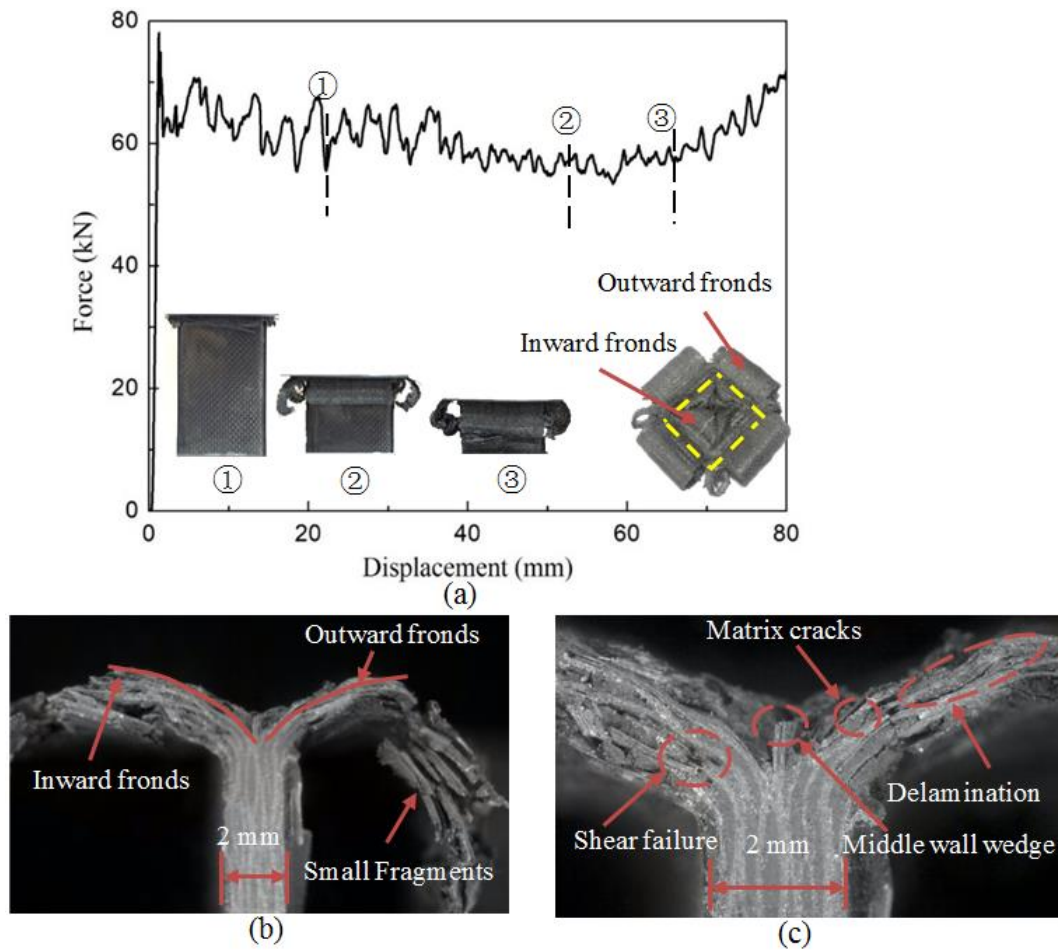 80
60
40
20
0
Force (kN)
①
②
③
Outward fronds
Inward fronds
①
②
③
0
20
40
60
80
Displacement (mm)
(a)
Outward fronds
Inward fronds
2 mm
Small Fragments
(b)
Matrix cracks
Delamination
Shear failure
2 mm
Middle wall wedge
(c)